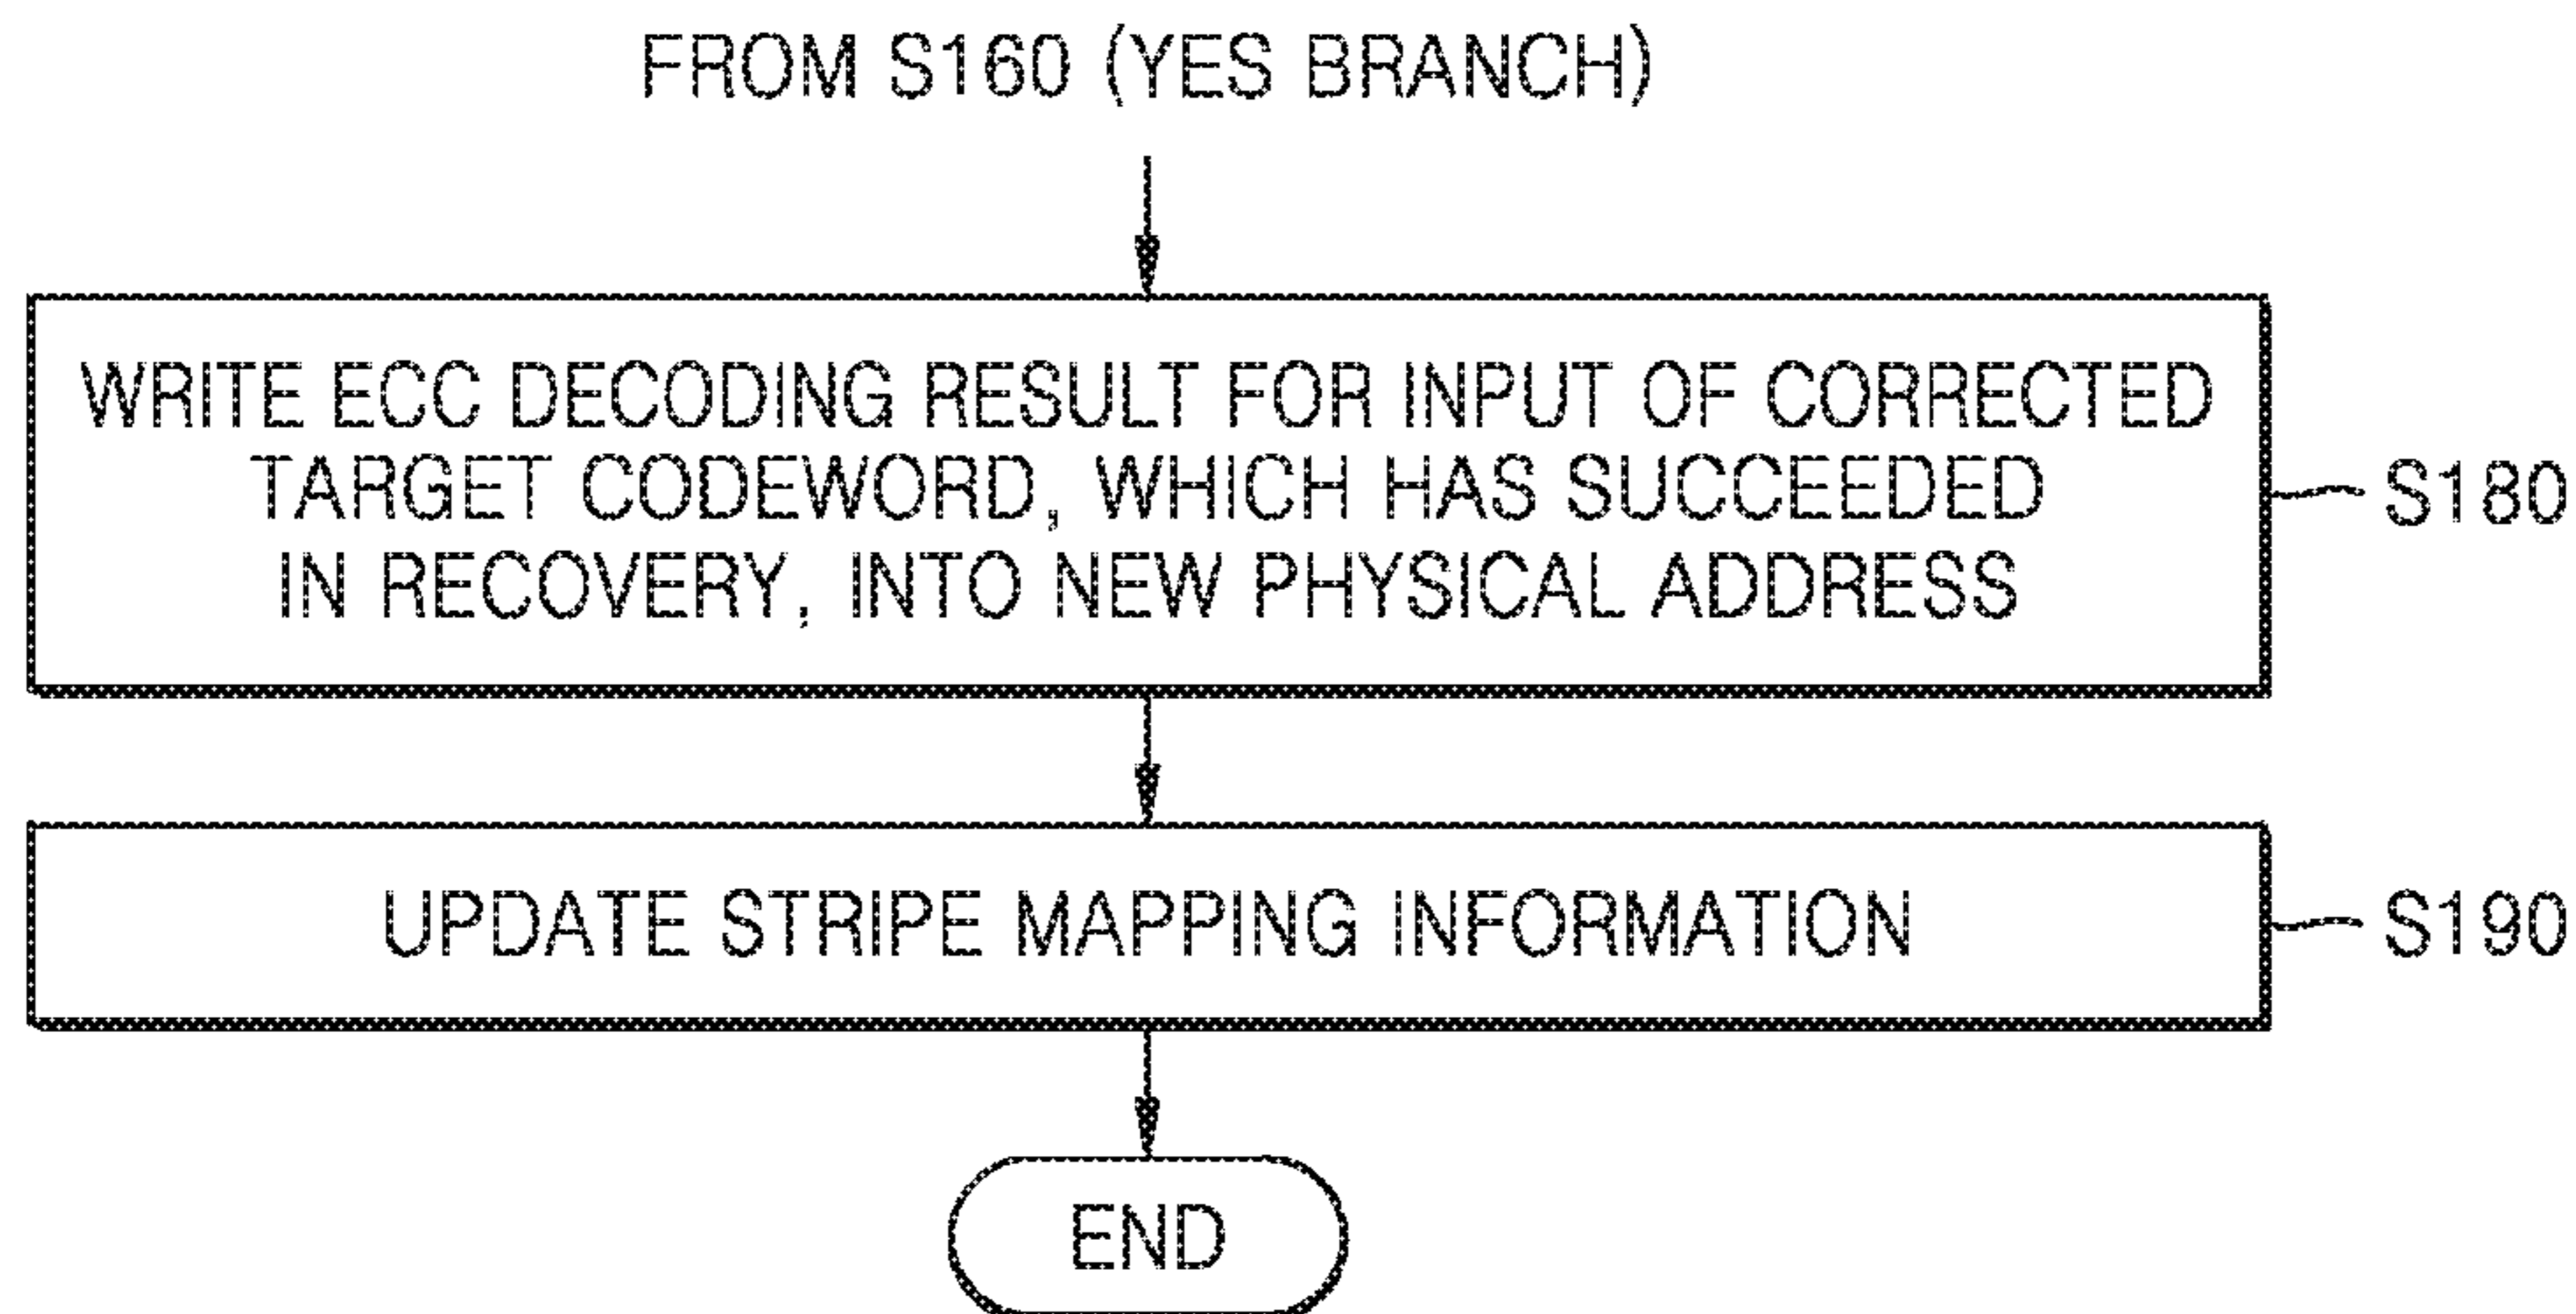 FROM S160 (YES BRANCH)
WRITE ECC DECODING RESULT FOR INPUT OF CORRECTED
TARGET CODEWORD, WHICH HAS SUCCEEDED
IN RECOVERY, INTO NEW PHYSICAL ADDRESS
S180
UPDATE STRIPE MAPPING INFORMATION
S190
END